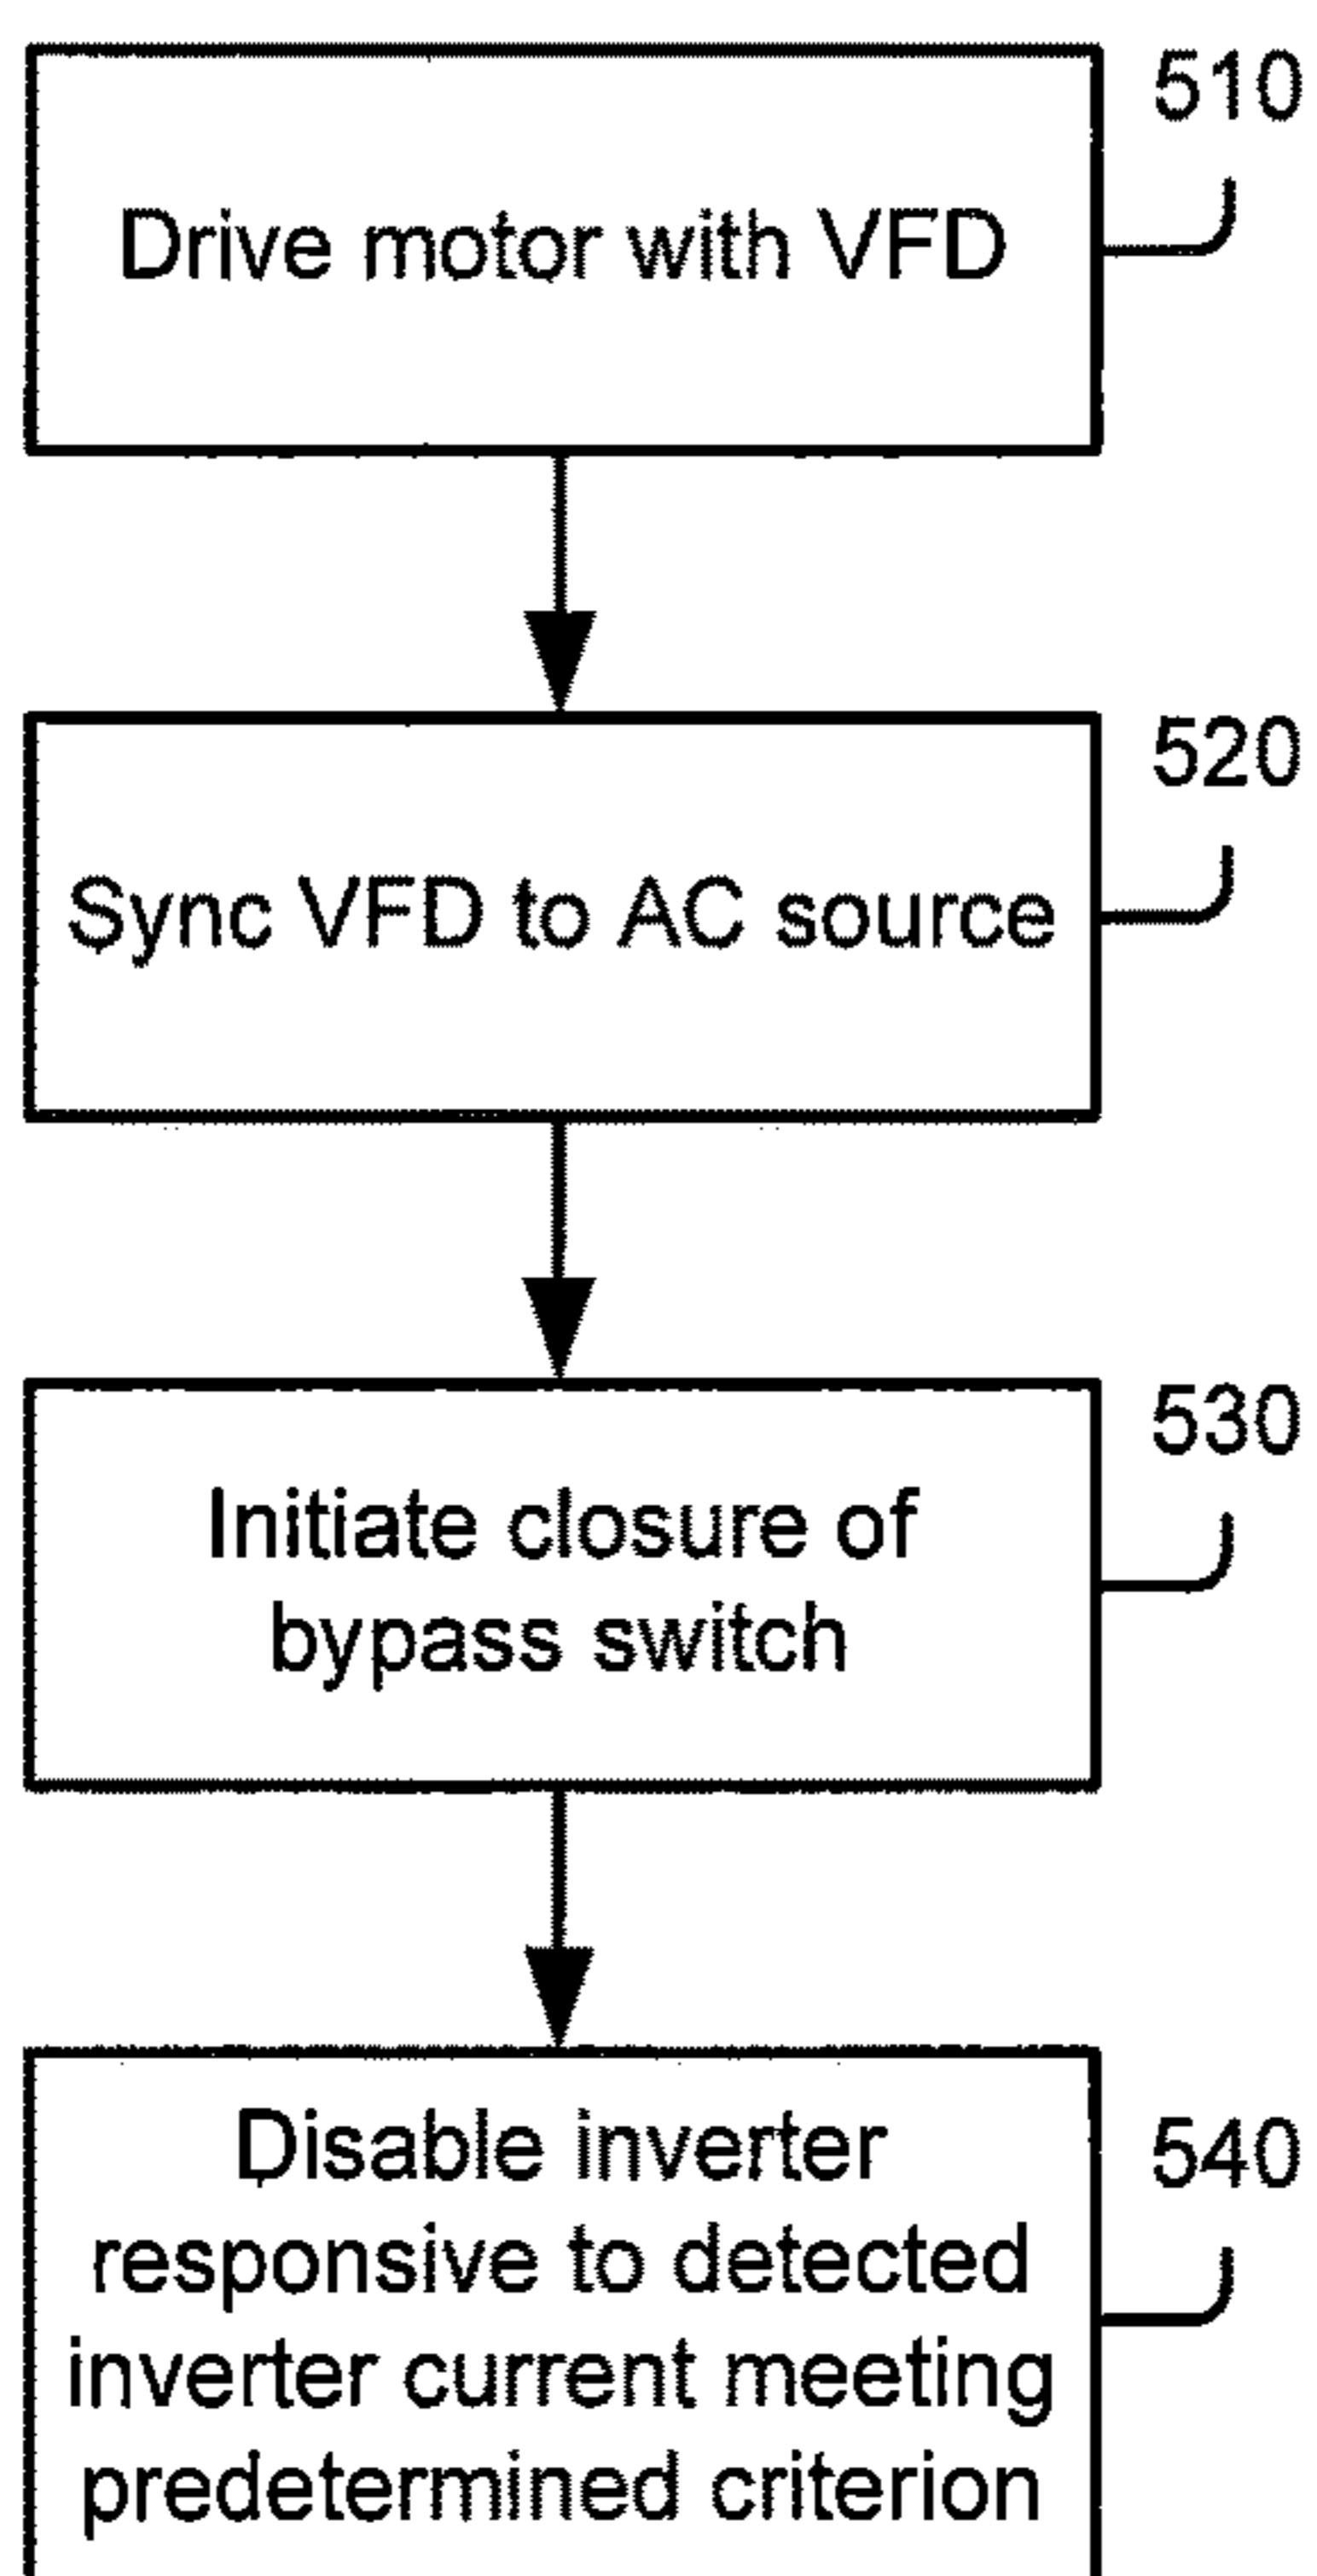 510
Drive motor with VFD
520
Sync VFD to AC source
530
Initiate closure of
bypass switch
540
Disable inverter
responsive to detected
inverter current meeting
predetermined criterion